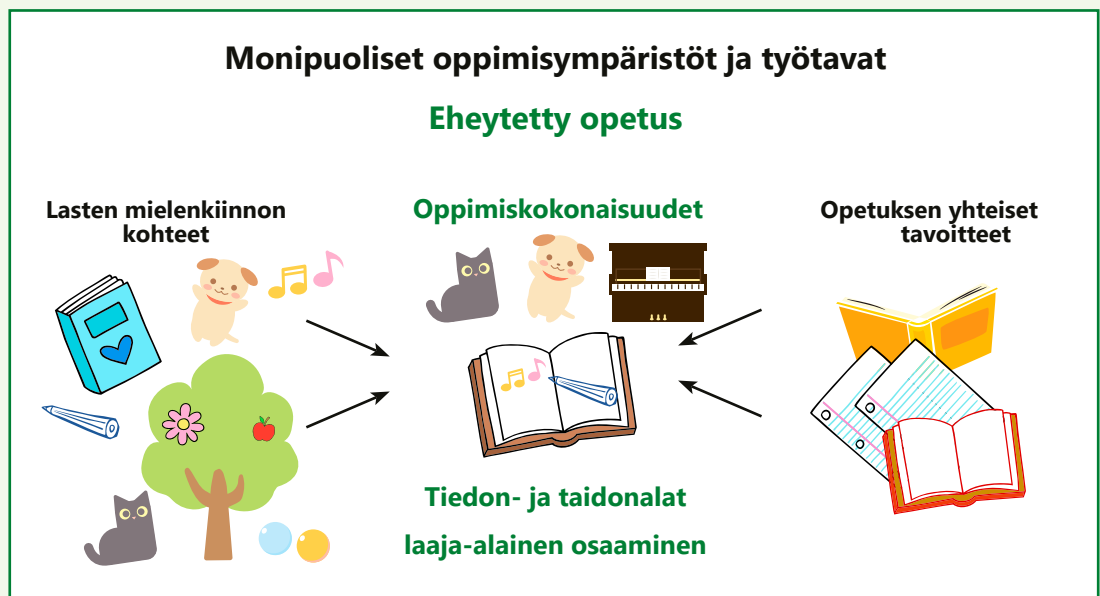 Monipuoliset oppimisympäristöt ja työtavat
Eheytetty opetus
Lasten mielenkiinnon
kohteet
Oppimiskokonaisuudet
Opetuksen yhteiset
tavoitteet
Tiedon- ja taidonalat
laaja-alainen osaaminen